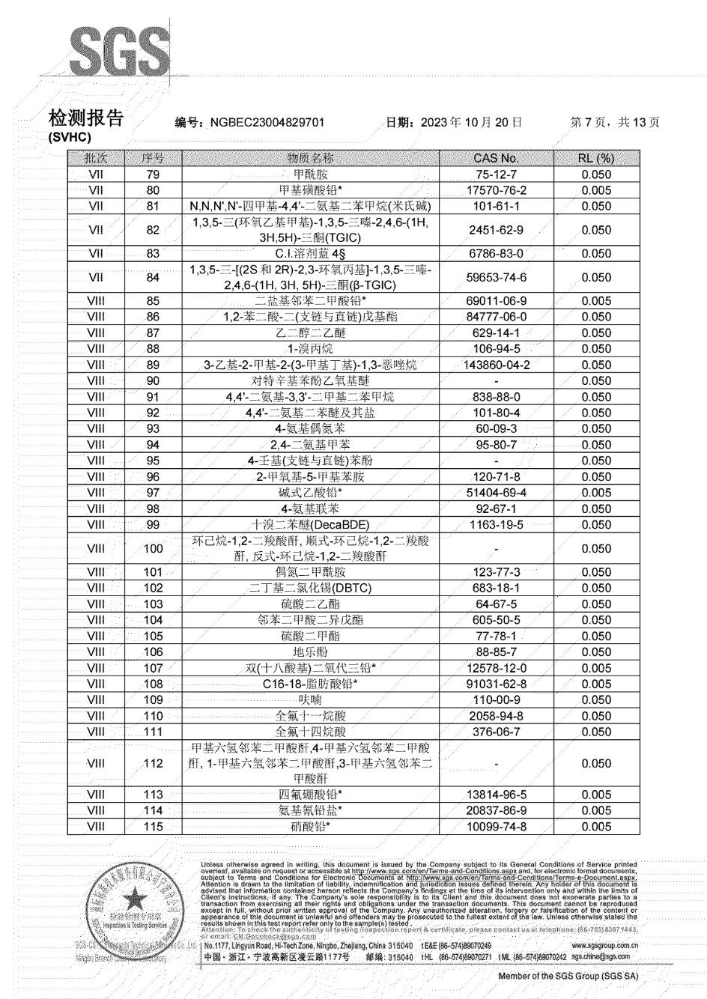 SGS
检测报告
(SVHC)
编号: NGBEC23004829701
日期: 2023 年 10 月 20 日
第 7 页, 共 13 页
批次 序号 物质名称 CAS No. RL (%)
VII 79 甲酰胺 75-12-7 0.050
VII 80 甲基磺酸铅* 17570-76-2 0.005
VII 81 N,N,N',N'-四甲基-4,4'-二氨基二苯甲烷(米氏碱) 101-61-1 0.050
VII 82 1,3,5-三(环氧乙基甲基)-1,3,5-三嗪-2,4,6-(1H,
3H,5H)-三酮(TGIC) 2451-62-9 0.050
VII 83 C.I.溶剂蓝 4§ 6786-83-0 0.050
VII 84 1,3,5-三-[(2S 和 2R)-2,3-环氧丙基]-1,3,5-三嗪-
2,4,6-(1H, 3H, 5H)-三酮(β-TGIC) 59653-74-6 0.050
VIII 85 二盐基邻苯二甲酸铅* 69011-06-9 0.005
VIII 86 1,2-苯二酸-二(支链与直链)戊基酯 84777-06-0 0.050
VIII 87 乙二醇二乙醚 629-14-1 0.050
VIII 88 1-溴丙烷 106-94-5 0.050
VIII 89 3-乙基-2-甲基-2-(3-甲基丁基)-1,3-恶唑烷 143860-04-2 0.050
VIII 90 对特辛基苯酚乙氧基醚 - 0.050
VIII 91 4,4'-二氨基-3,3'-二甲基二苯甲烷 838-88-0 0.050
VIII 92 4,4'-二氨基二苯醚及其盐 101-80-4 0.050
VIII 93 4-氨基偶氮苯 60-09-3 0.050
VIII 94 2,4-二氨基甲苯 95-80-7 0.050
VIII 95 4-壬基(支链与直链)苯酚 - 0.050
VIII 96 2-甲氧基-5-甲基苯胺 120-71-8 0.050
VIII 97 碱式乙酸铅* 51404-69-4 0.005
VIII 98 4-氨基联苯 92-67-1 0.050
VIII 99 十溴二苯醚(DecaBDE) 1163-19-5 0.050
VIII 100 环己烷-1,2-二羧酸酐, 顺式-环己烷-1,2-二羧酸
酐, 反式-环己烷-1,2-二羧酸酐 - 0.050
VIII 101 偶氮二甲酰胺 123-77-3 0.050
VIII 102 二丁基二氯化锡(DBTC) 683-18-1 0.050
VIII 103 硫酸二乙酯 64-67-5 0.050
VIII 104 邻苯二甲酸二异戊酯 605-50-5 0.050
VIII 105 硫酸二甲酯 77-78-1 0.050
VIII 106 地乐酚 88-85-7 0.050
VIII 107 双(十八酸基)二氧代三铅* 12578-12-0 0.005
VIII 108 C16-18-脂肪酸铅* 91031-62-8 0.005
VIII 109 呋喃 110-00-9 0.050
VIII 110 全氟十一烷酸 2058-94-8 0.050
VIII 111 全氟十四烷酸 376-06-7 0.050
VIII 112 甲基六氢邻苯二甲酸酐,4-甲基六氢邻苯二甲酸
酐, 1-甲基六氢邻苯二甲酸酐,3-甲基六氢邻苯二
甲酸酐 - 0.050
VIII 113 四氟硼酸铅* 13814-96-5 0.005
VIII 114 氨基氰铅盐* 20837-86-9 0.005
VIII 115 硝酸铅* 10099-74-8 0.005
Unless otherwise agreed in writing, this document is issued by the Company subject to its General Conditions of Service printed
overleaf, available on request or accessible at http://www.sgs.com/en/Terms-and-Conditions.aspx and, for electronic format documents,
subject to Terms and Conditions for Electronic Documents at http://www.sgs.com/en/Terms-and-Conditions/Terms-e-Document.aspx.
Attention is drawn to the limitation of liability, indemnification and jurisdiction issues defined therein. Any holder of this document is
advised that information contained hereon reflects the Company's findings at the time of its intervention only and within the limits of
Client's instructions, if any. The Company's sole responsibility is to its Client and this document does not exonerate parties to a
transaction from exercising all their rights and obligations under the transaction documents. This document cannot be reproduced
except in full, without prior written approval of the Company. Any unauthorized alteration, forgery or falsification of the content or
appearance of this document is unlawful and offenders may be prosecuted to the fullest extent of the law. Unless otherwise stated the
results shown in this test report refer only to the sample(s) tested.
Attention: To check the authenticity of testing /inspection report & certificate, please contact us at telephone: (86-755) 8307 1443,
or email: CN.Doccheck@sgs.com
检验检测专用章
Inspection & Testing Services
Ningbo Branch
No.1177, Lingyun Road, Hi-Tech Zone, Ningbo, Zhejiang, China 315040 t E&E (86-574)89070249 www.sgsgroup.com.cn
中国·浙江·宁波高新区凌云路1177号 邮编: 315040 t HL (86-574)89070271 t ML (86-574)89070242 sgs.china@sgs.com
Member of the SGS Group (SGS SA)